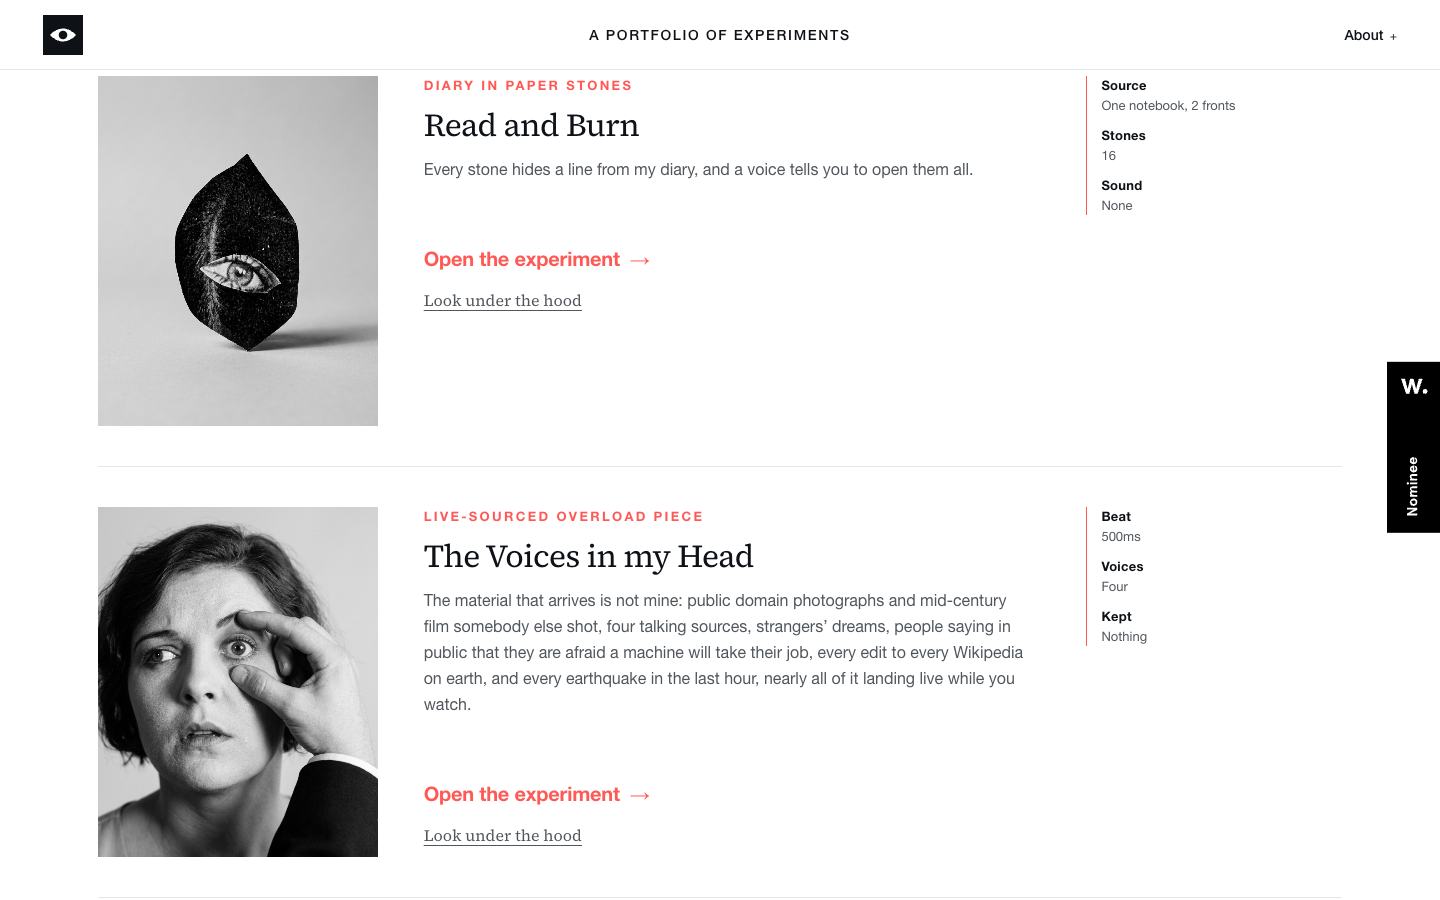 A PORTFOLIO OF EXPERIMENTS
About +
DIARY IN PAPER STONES
Read and Burn
Every stone hides a line from my diary, and a voice tells you to open them all.
Open the experiment →
Look under the hood
Source
One notebook, 2 fronts
Stones
16
Sound
None
W.
Nominee
LIVE-SOURCED OVERLOAD PIECE
The Voices in my Head
The material that arrives is not mine: public domain photographs and mid-century
film somebody else shot, four talking sources, strangers’ dreams, people saying in
public that they are afraid a machine will take their job, every edit to every Wikipedia
on earth, and every earthquake in the last hour, nearly all of it landing live while you
watch.
Open the experiment →
Look under the hood
Beat
500ms
Voices
Four
Kept
Nothing